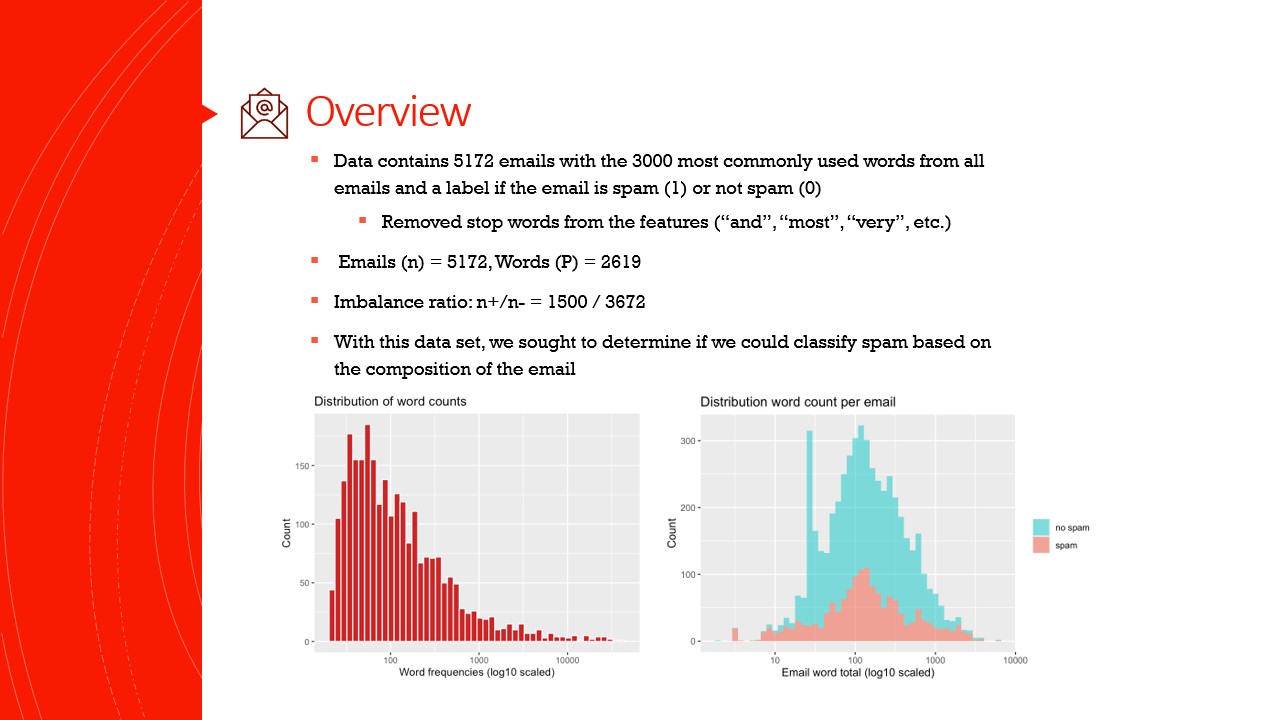 @
Overview
Data contains 5172 emails with the 3000 most commonly used words from all
emails and a label if the email is spam (1) or not spam (0)
Removed stop words from the features (“and”, “most”, “very”, etc.)
Emails (n) = 5172, Words (P) = 2619
Imbalance ratio: n+/n- = 1500 / 3672
With this data set, we sought to determine if we could classify spam based on
the composition of the email
Distribution of word counts
Count
150
100
50
0
100 1000 10000
Word frequencies (log10 scaled)
Distribution word count per email
Count
300
200
100
0
10 100 1000 10000
Email word total (log10 scaled)
no spam
spam